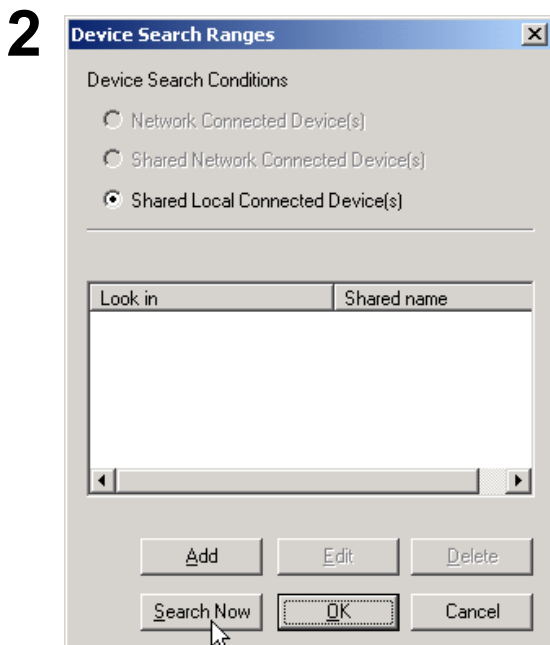 2
Device Search Ranges
Device Search Conditions
Network Connected Device(s)
Shared Network Connected Device(s)
Shared Local Connected Device(s)
Look in Shared name
Add Edit Delete
Search Now OK Cancel